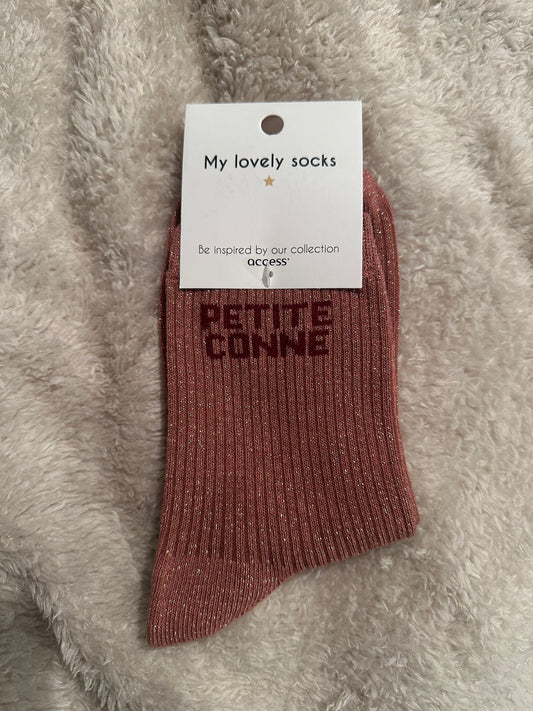 My lovely socks
Be inspired by our collection
access+
PETITE
CONNE